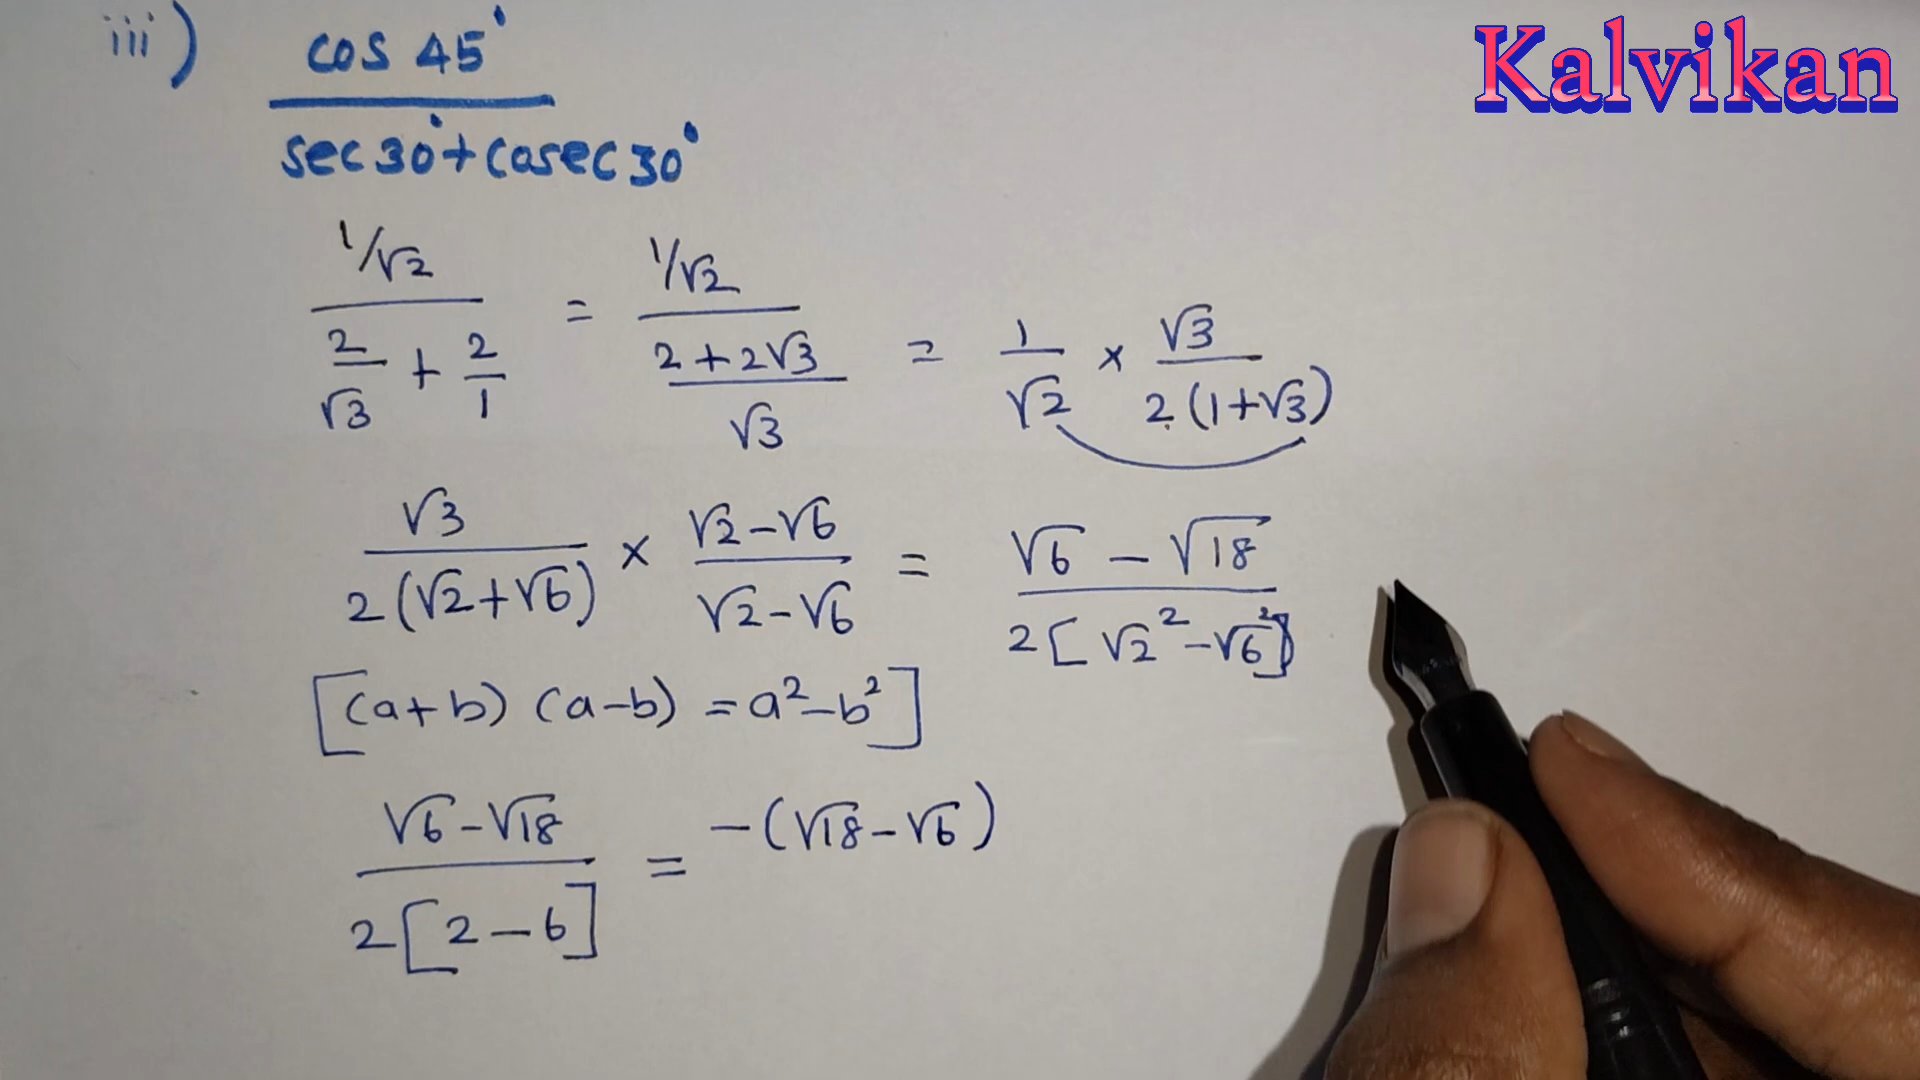 Kalvikan
iii) cos 45° / sec 30° + cosec 30°
(1/√2) / (2/√3 + 2/1) = (1/√2) / ((2+2√3)/√3) = 1/√2 × √3 / 2(1+√3)
√3 / 2(√2+√6) × √2-√6 / √2-√6 = √6 - √18 / 2[√2² - √6²]
[(a+b) (a-b) = a² - b²]
√6 - √18 / 2[2-6] = -(√18 - √6)